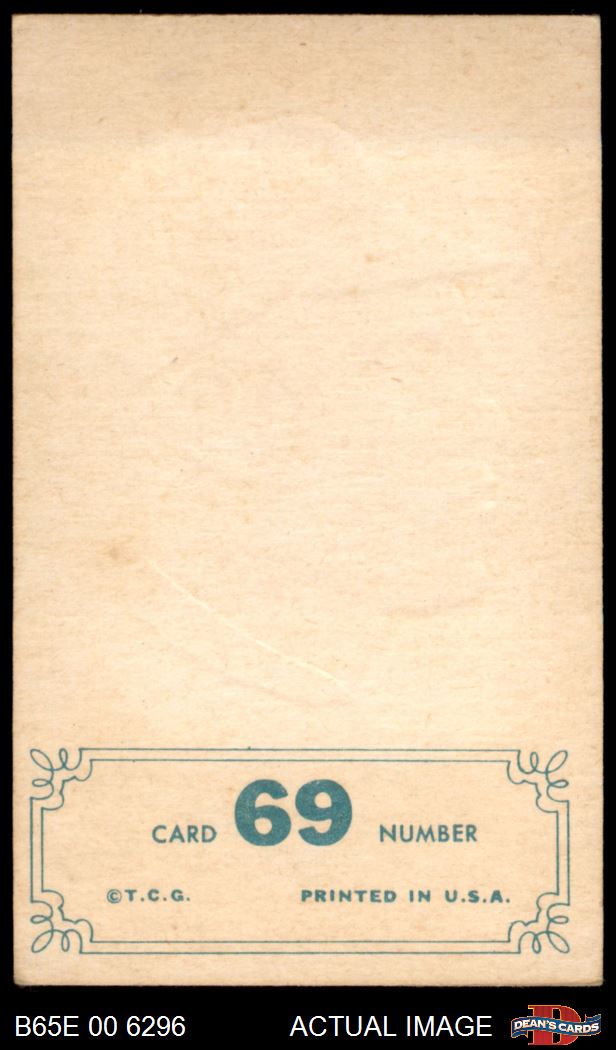 CARD 69 NUMBER
©T.C.G. PRINTED IN U.S.A.
B65E 00 6296 ACTUAL IMAGE DEAN'S CARDS